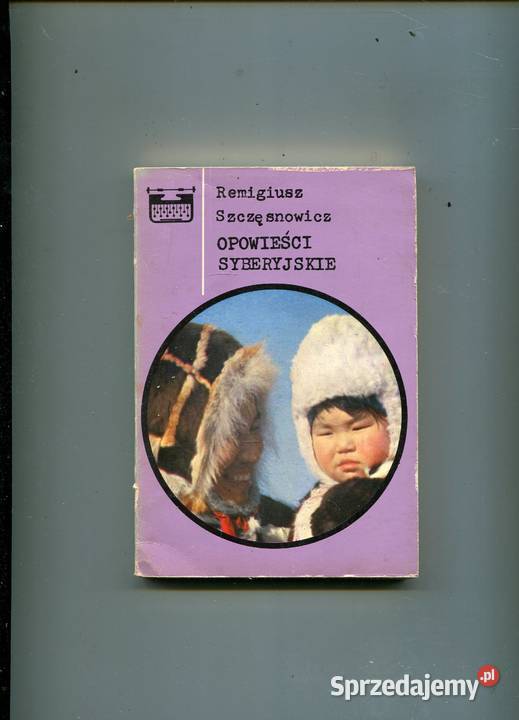 Remigiusz
Szczęsnowicz
OPOWIEŚCI
SYBERYJSKIE
Sprzedajemy.pl